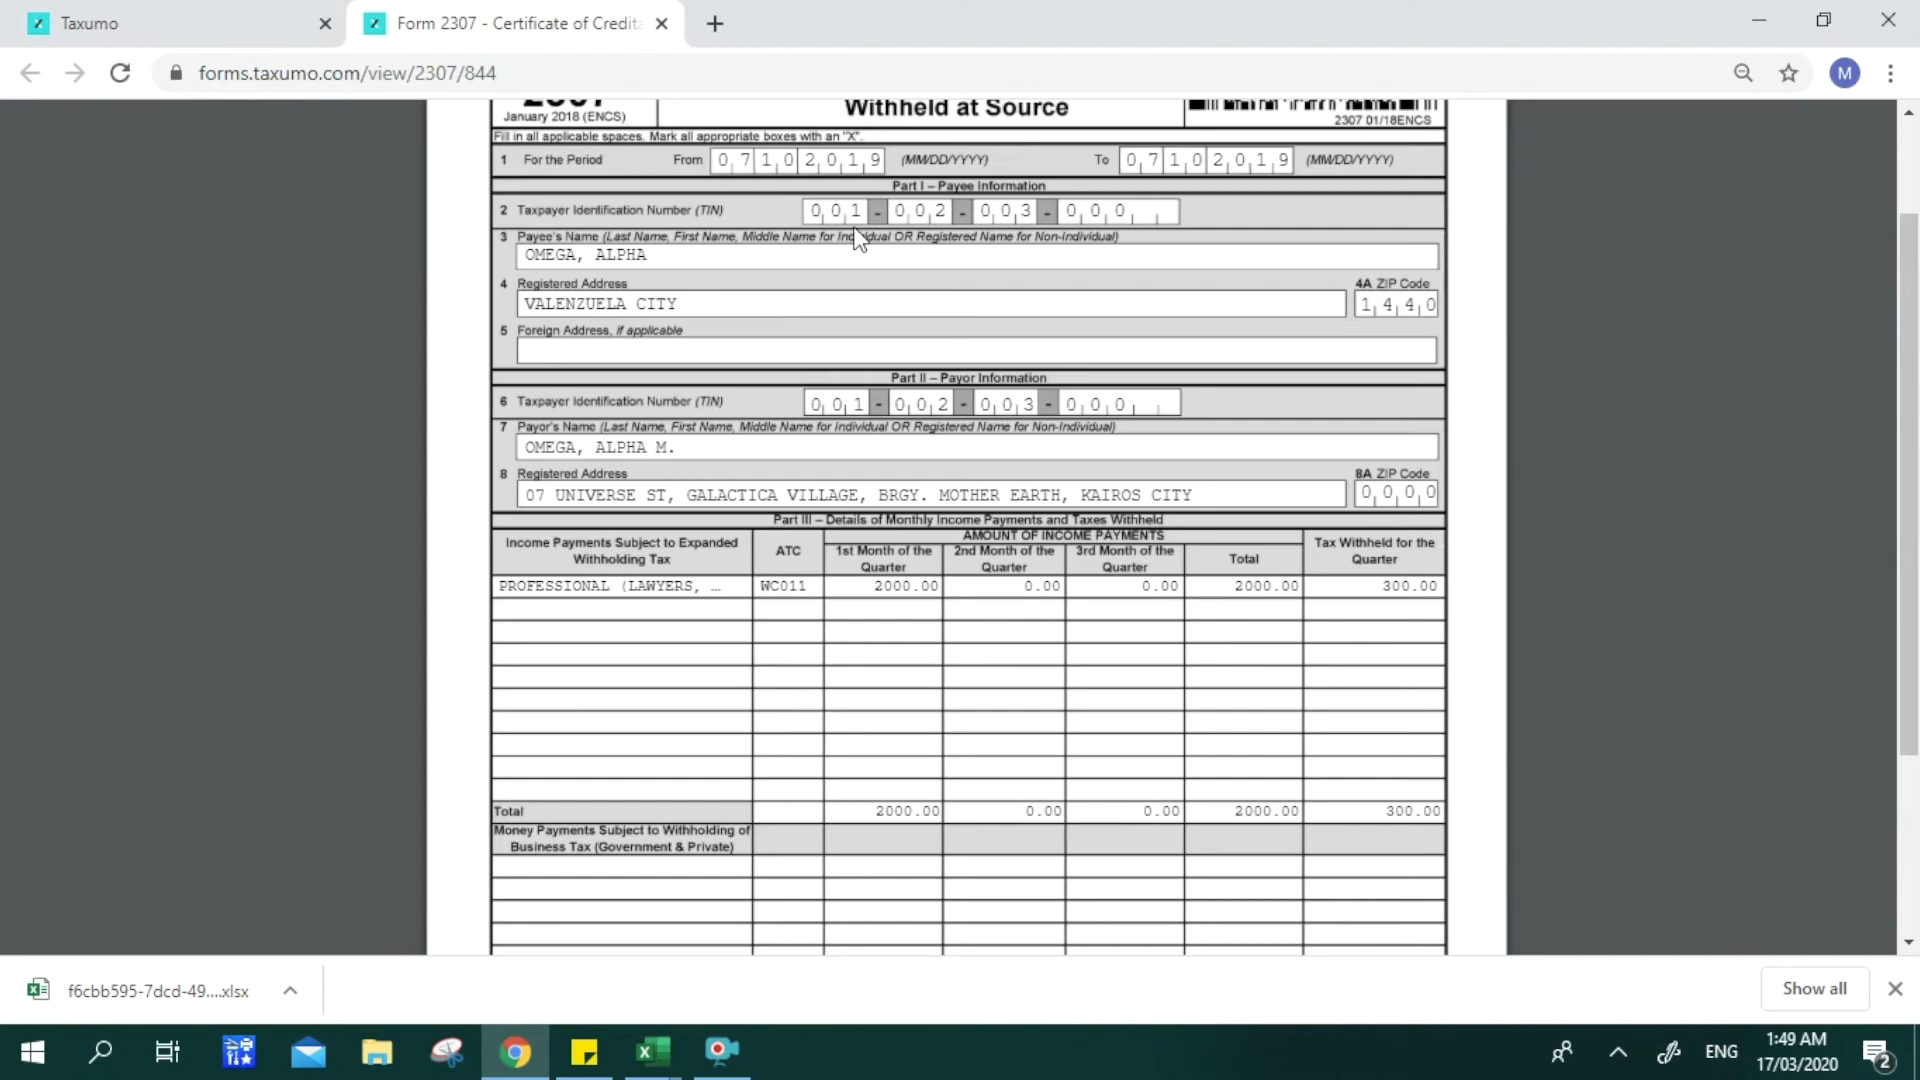 Taxumo
Form 2307 - Certificate of Credita
forms.taxumo.com/view/2307/844
M
2307
January 2018 (ENCS)
Withheld at Source
2307 01/18ENCS
Fill in all applicable spaces. Mark all appropriate boxes with an "X".
1 For the Period From 07 10 2019 (MM/DD/YYYY) To 07 10 2019 (MM/DD/YYYY)
Part I – Payee Information
2 Taxpayer Identification Number (TIN) 001 - 002 - 003 - 000
3 Payee's Name (Last Name, First Name, Middle Name for Individual OR Registered Name for Non-Individual)
OMEGA, ALPHA
4 Registered Address 4A ZIP Code
VALENZUELA CITY 1440
5 Foreign Address, if applicable
Part II – Payor Information
6 Taxpayer Identification Number (TIN) 001 - 002 - 003 - 000
7 Payor's Name (Last Name, First Name, Middle Name for Individual OR Registered Name for Non-Individual)
OMEGA, ALPHA M.
8 Registered Address 8A ZIP Code
07 UNIVERSE ST, GALACTICA VILLAGE, BRGY. MOTHER EARTH, KAIROS CITY 0000
Part III – Details of Monthly Income Payments and Taxes Withheld
Income Payments Subject to Expanded Withholding Tax
ATC
AMOUNT OF INCOME PAYMENTS
1st Month of the Quarter
2nd Month of the Quarter
3rd Month of the Quarter
Total
Tax Withheld for the Quarter
PROFESSIONAL (LAWYERS, … WC011 2000.00 0.00 0.00 2000.00 300.00
Total 2000.00 0.00 0.00 2000.00 300.00
Money Payments Subject to Withholding of
Business Tax (Government & Private)
f6cbb595-7dcd-49....xlsx
Show all
ENG
1:49 AM
17/03/2020
2